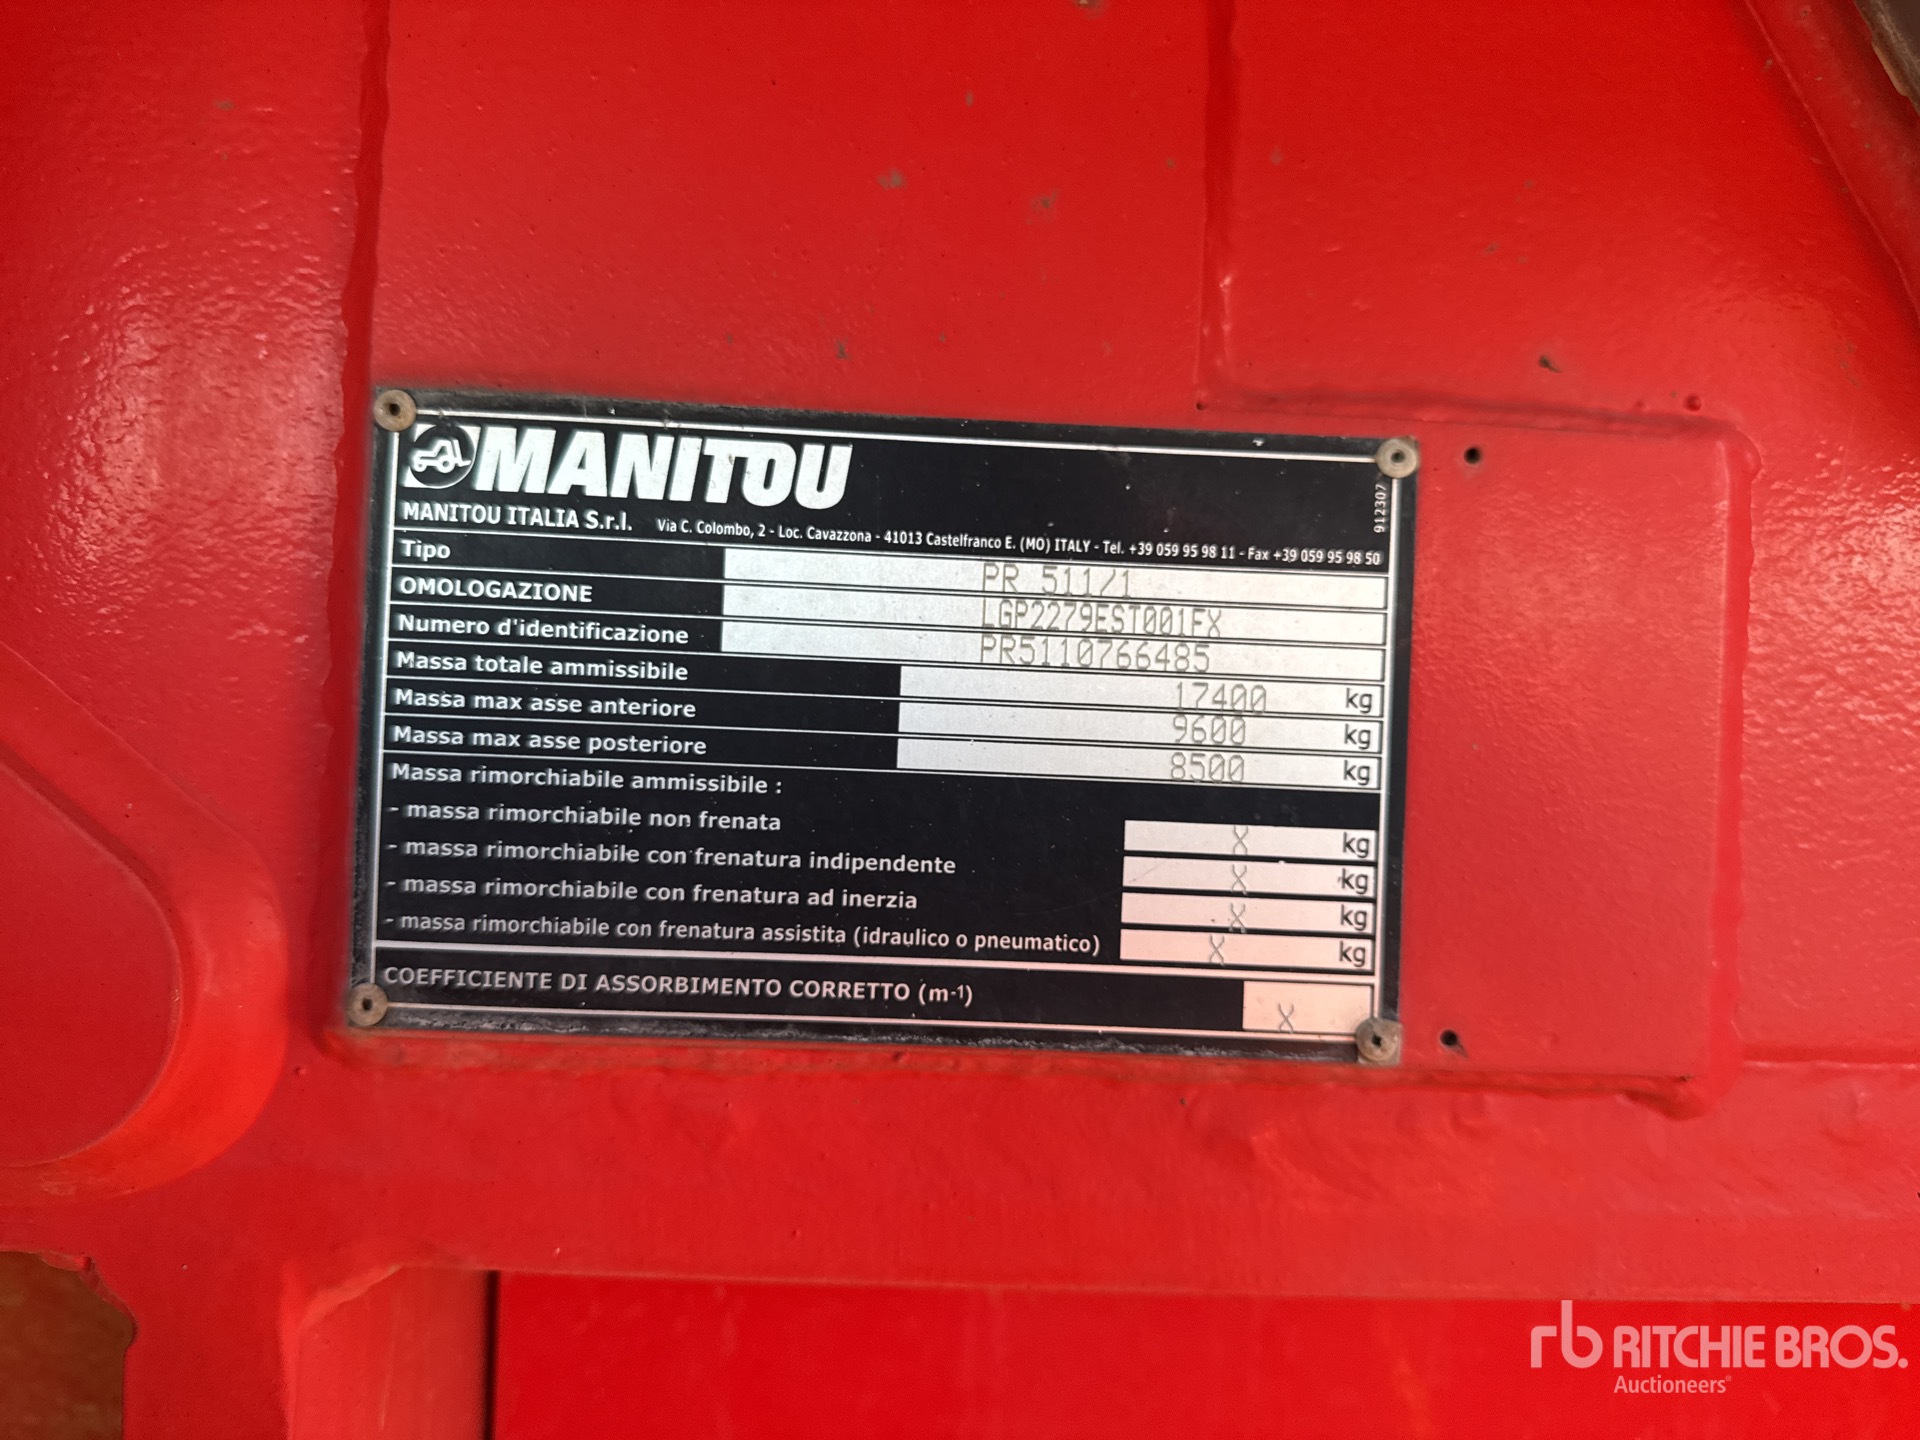 MANITOU
912307
MANITOU ITALIA S.r.l. Via C. Colombo, 2 - Loc. Cavazzona - 41013 Castelfranco E. (MO) ITALY - Tel. +39 059 95 98 11 - Fax +39 059 95 98 50
Tipo PR 511/1
OMOLOGAZIONE LGP2279EST001FX
Numero d'identificazione PR5110766485
Massa totale ammissibile 17400 kg
Massa max asse anteriore 9600 kg
Massa max asse posteriore 8500 kg
Massa rimorchiabile ammissibile :
- massa rimorchiabile non frenata X kg
- massa rimorchiabile con frenatura indipendente X kg
- massa rimorchiabile con frenatura ad inerzia X kg
- massa rimorchiabile con frenatura assistita (idraulico o pneumatico) X kg
COEFFICIENTE DI ASSORBIMENTO CORRETTO (m-1) X
rb RITCHIE BROS.
Auctioneers®